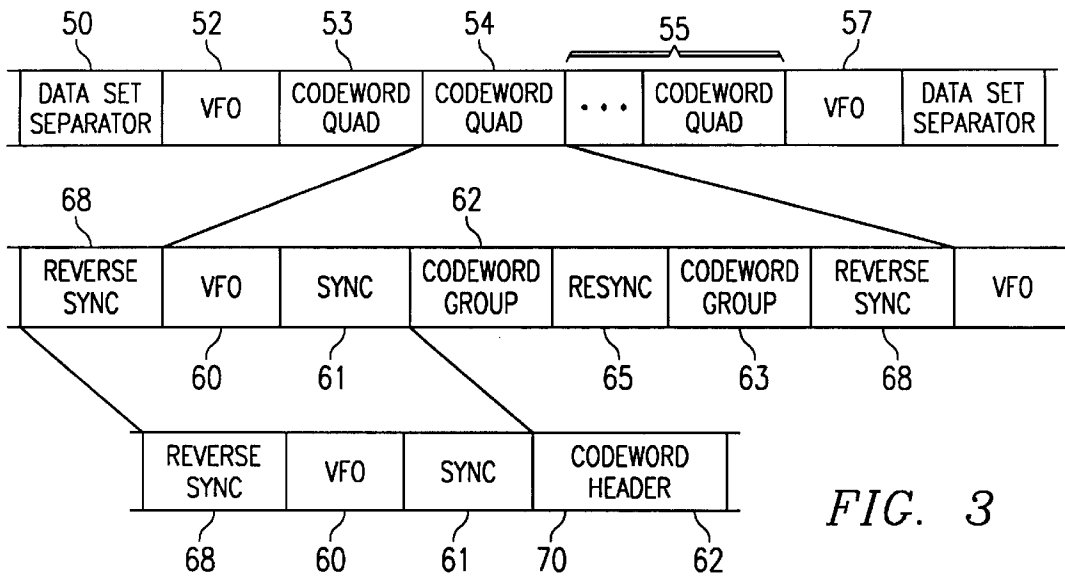 50 52 53 54 55 57
DATA SET SEPARATOR VFO CODEWORD QUAD CODEWORD QUAD ••• CODEWORD QUAD VFO DATA SET SEPARATOR
68 62
REVERSE SYNC VFO SYNC CODEWORD GROUP RESYNC CODEWORD GROUP REVERSE SYNC VFO
60 61 65 63 68
REVERSE SYNC VFO SYNC CODEWORD HEADER
68 60 61 70 62
FIG. 3